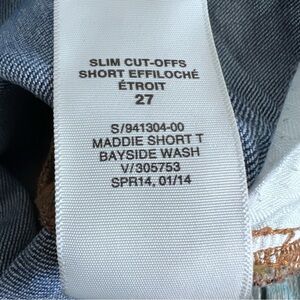 SLIM CUT-OFFS
SHORT EFFILOCHÉ
ÉTROIT
27
S/941304-00
MADDIE SHORT T
BAYSIDE WASH
V/305753
SPR14, 01/14